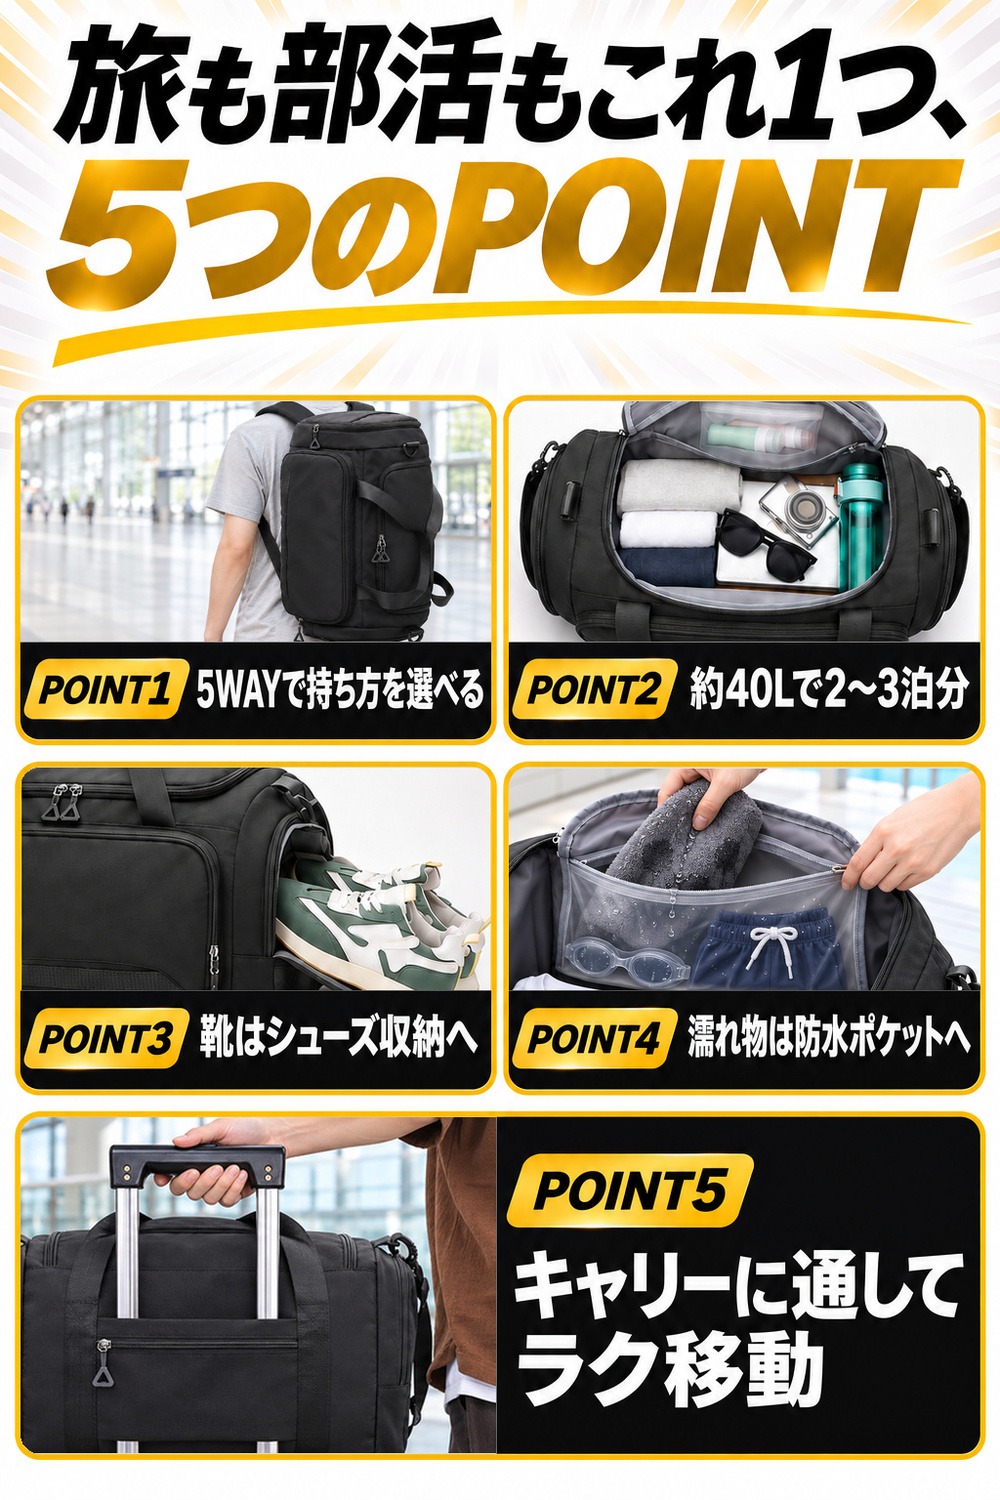 旅も部活もこれ1つ、
5つのPOINT
POINT1 5WAYで持ち方を選べる
POINT2 約40Lで2～3泊分
POINT3 靴はシューズ収納へ
POINT4 濡れ物は防水ポケットへ
POINT5
キャリーに通して
ラク移動